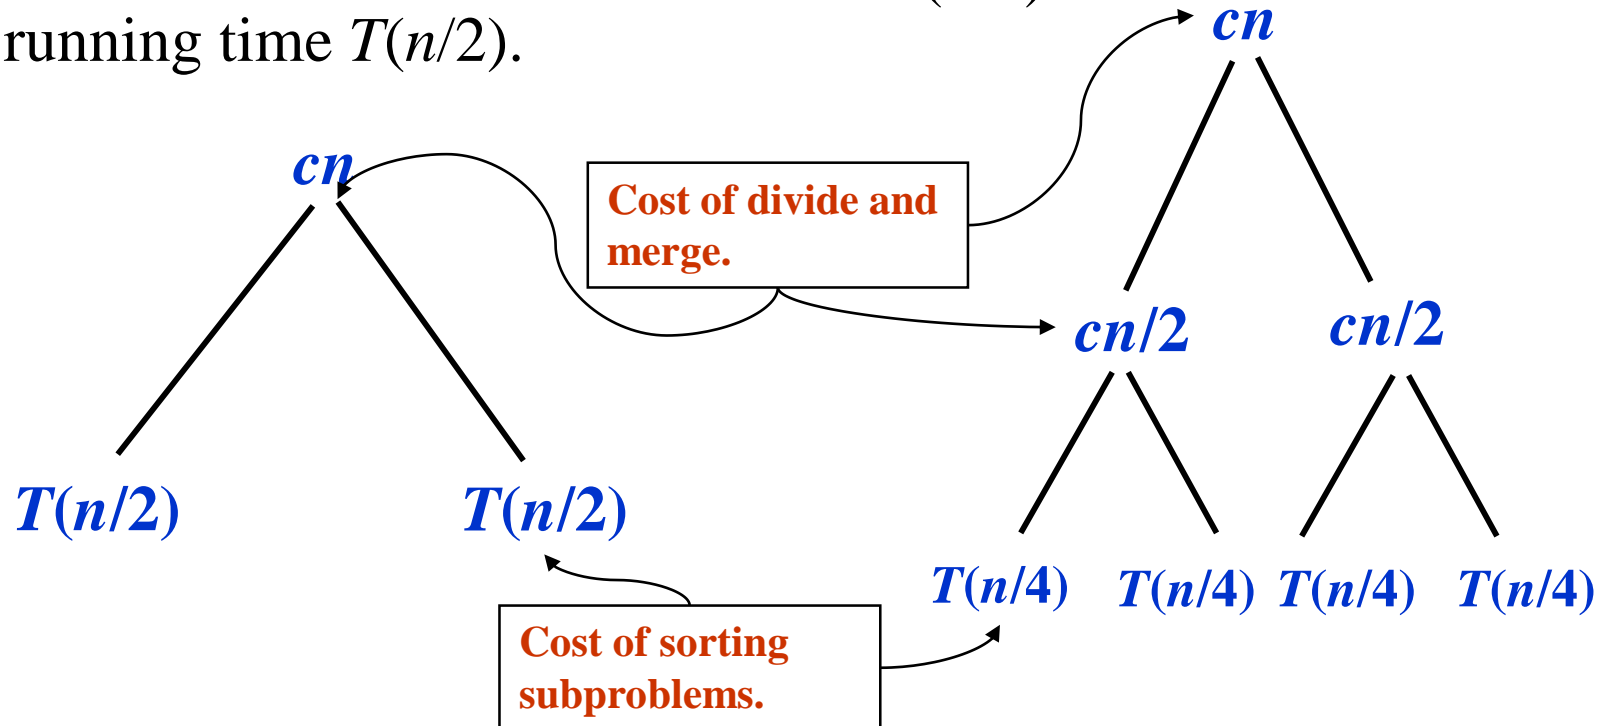 running time T(n/2).
cn
cn
Cost of divide and
merge.
cn/2
cn/2
T(n/2)
T(n/2)
T(n/4)
T(n/4)
T(n/4)
T(n/4)
Cost of sorting
subproblems.